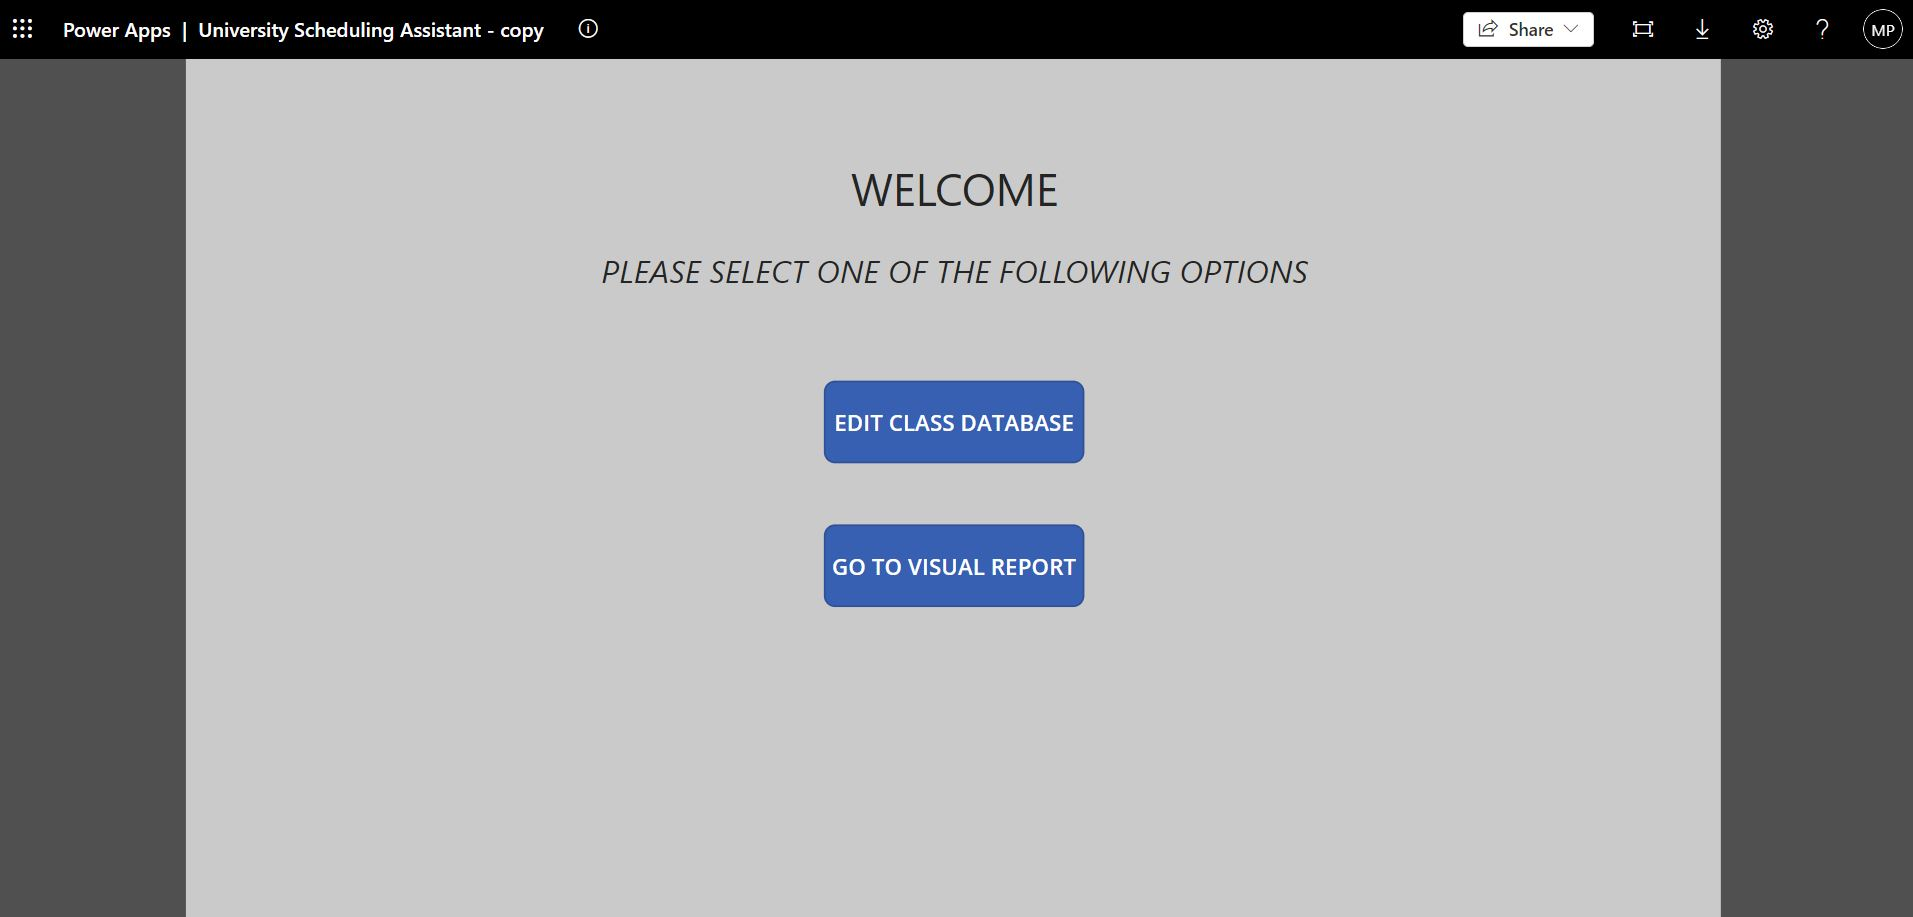 Power Apps | University Scheduling Assistant - copy
Share
MP
WELCOME
PLEASE SELECT ONE OF THE FOLLOWING OPTIONS
EDIT CLASS DATABASE
GO TO VISUAL REPORT